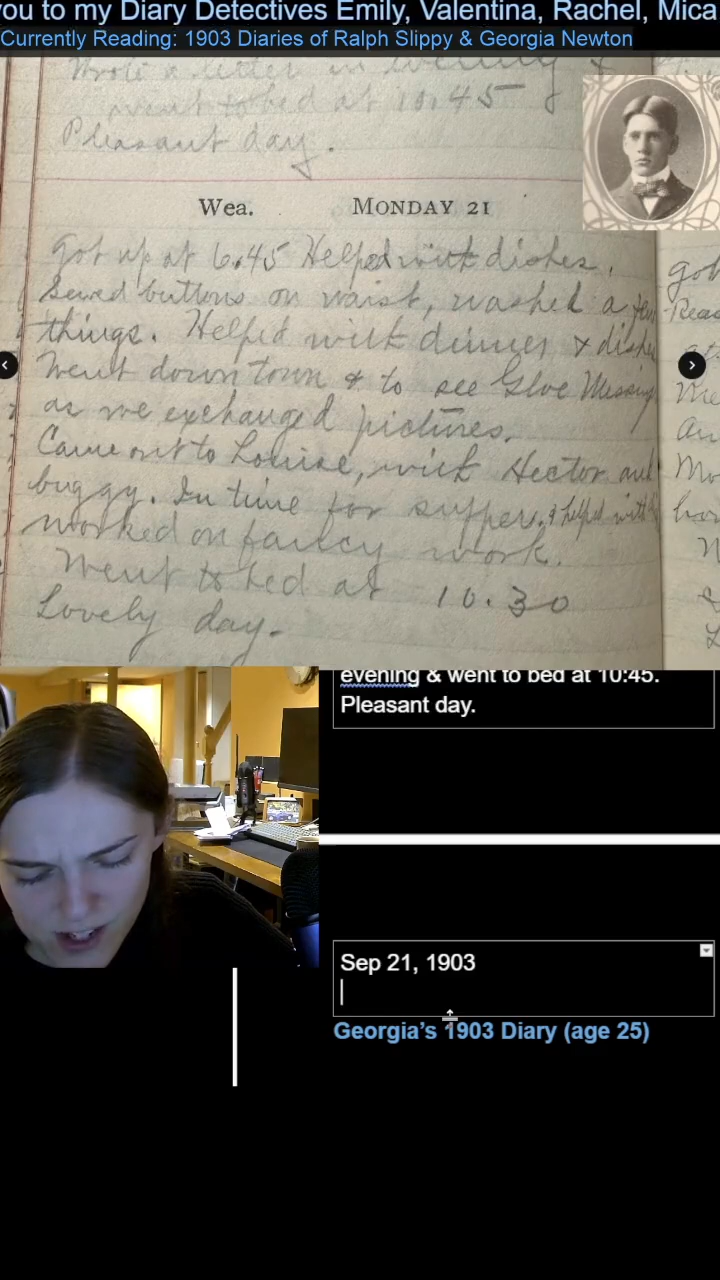 you to my Diary Detectives Emily, Valentina, Rachel, Mica
Currently Reading: 1903 Diaries of Ralph Slippy & Georgia Newton
Wrote a letter in evening &
went to bed at 10.45
Pleasant day.
Wea. MONDAY 21
Got up at 6.45 Helped with dishes.
Sewed buttons on waist, washed a few
things. Helped with dinner & dishes
Went down town & to see
as we exchanged pictures.
Came out to Louise, with Hector and
buggy. In time for supper. & helped with
worked on fancy work.
Went to bed at 10.30
Lovely day.
evening & went to bed at 10:45.
Pleasant day.
Sep 21, 1903
Georgia's 1903 Diary (age 25)